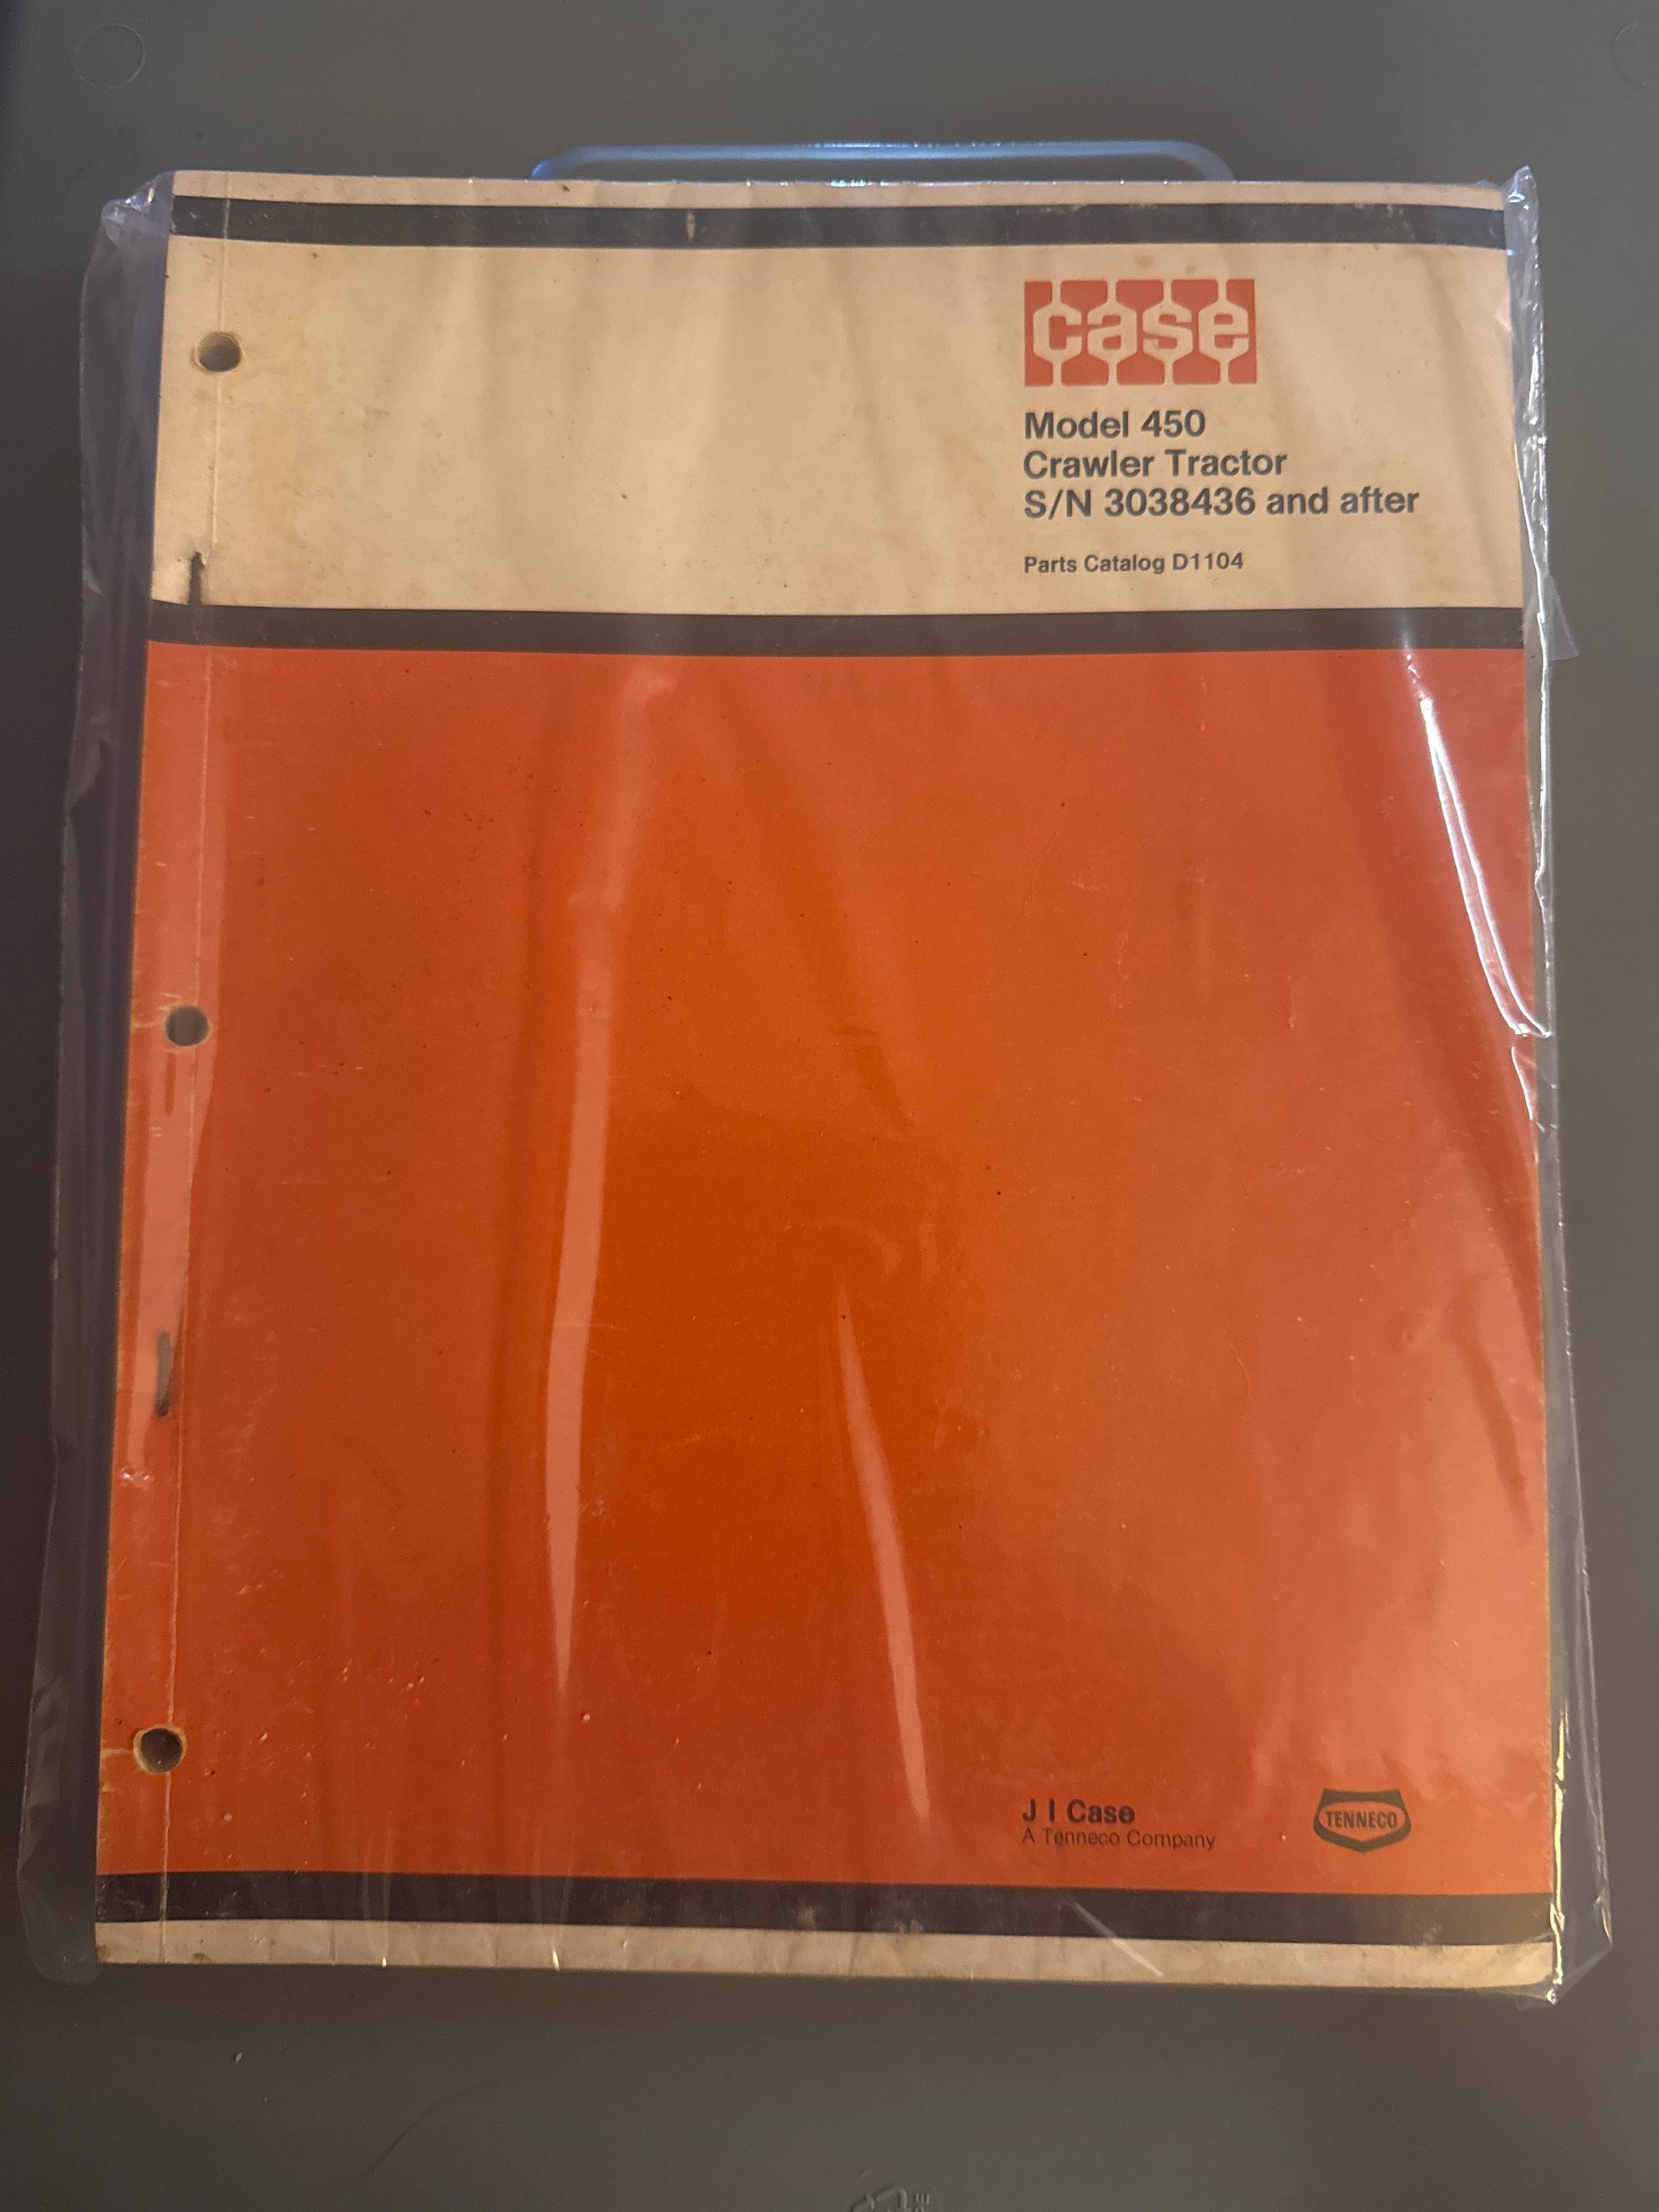 case
Model 450
Crawler Tractor
S/N 3038436 and after
Parts Catalog D1104
J I Case
A Tenneco Company
TENNECO